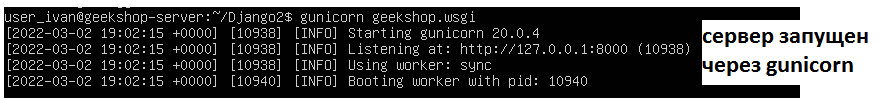 user_ivan@geekshop-server:~/Django2$ gunicorn geekshop.wsgi
[2022-03-02 19:02:15 +0000] [10938] [INFO] Starting gunicorn 20.0.4
[2022-03-02 19:02:15 +0000] [10938] [INFO] Listening at: http://127.0.0.1:8000 (10938)
[2022-03-02 19:02:15 +0000] [10938] [INFO] Using worker: sync
[2022-03-02 19:02:15 +0000] [10940] [INFO] Booting worker with pid: 10940
сервер запущен
через gunicorn